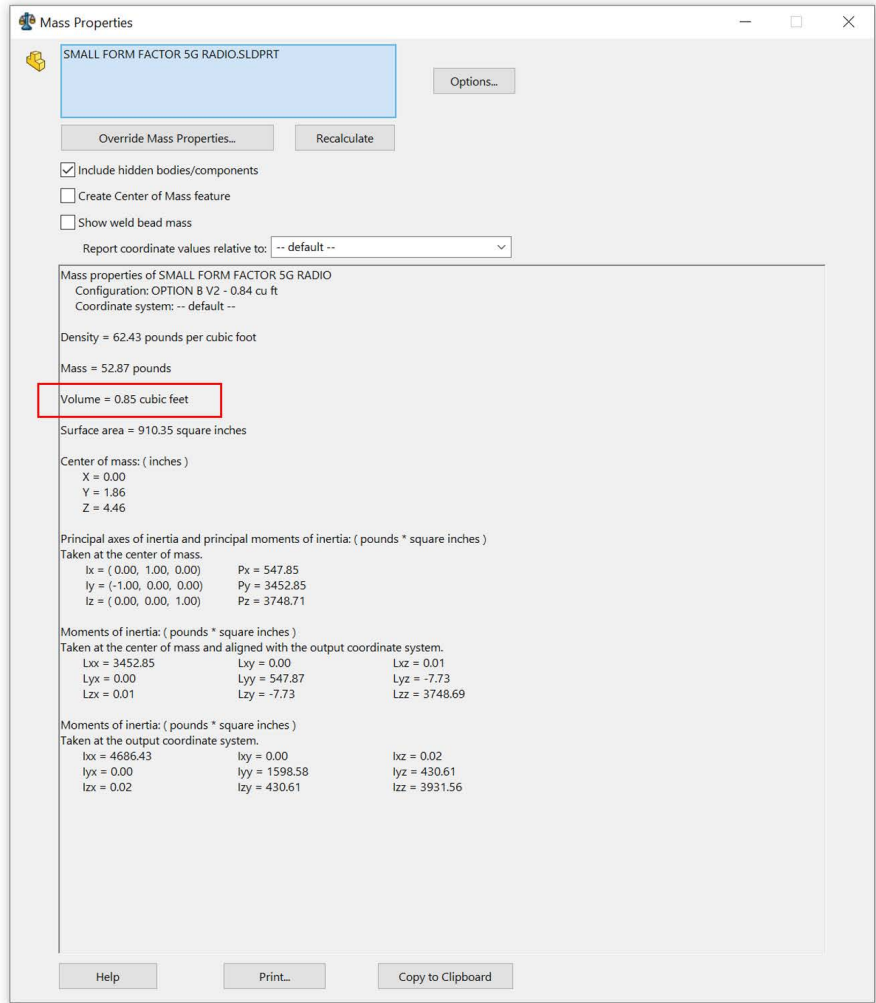 Mass Properties
SMALL FORM FACTOR 5G RADIO.SLDPRT
Options...
Override Mass Properties...
Recalculate
Include hidden bodies/components
Create Center of Mass feature
Show weld bead mass
Report coordinate values relative to: -- default --
Mass properties of SMALL FORM FACTOR 5G RADIO
Configuration: OPTION B V2 - 0.84 cu ft
Coordinate system: -- default --
Density = 62.43 pounds per cubic foot
Mass = 52.87 pounds
Volume = 0.85 cubic feet
Surface area = 910.35 square inches
Center of mass: ( inches )
X = 0.00
Y = 1.86
Z = 4.46
Principal axes of inertia and principal moments of inertia: ( pounds * square inches )
Taken at the center of mass.
Ix = ( 0.00, 1.00, 0.00) Px = 547.85
Iy = (-1.00, 0.00, 0.00) Py = 3452.85
Iz = ( 0.00, 0.00, 1.00) Pz = 3748.71
Moments of inertia: ( pounds * square inches )
Taken at the center of mass and aligned with the output coordinate system.
Lxx = 3452.85 Lxy = 0.00 Lxz = 0.01
Lyx = 0.00 Lyy = 547.87 Lyz = -7.73
Lzx = 0.01 Lzy = -7.73 Lzz = 3748.69
Moments of inertia: ( pounds * square inches )
Taken at the output coordinate system.
Ixx = 4686.43 Ixy = 0.00 Ixz = 0.02
Iyx = 0.00 Iyy = 1598.58 Iyz = 430.61
Izx = 0.02 Izy = 430.61 Izz = 3931.56
Help
Print...
Copy to Clipboard